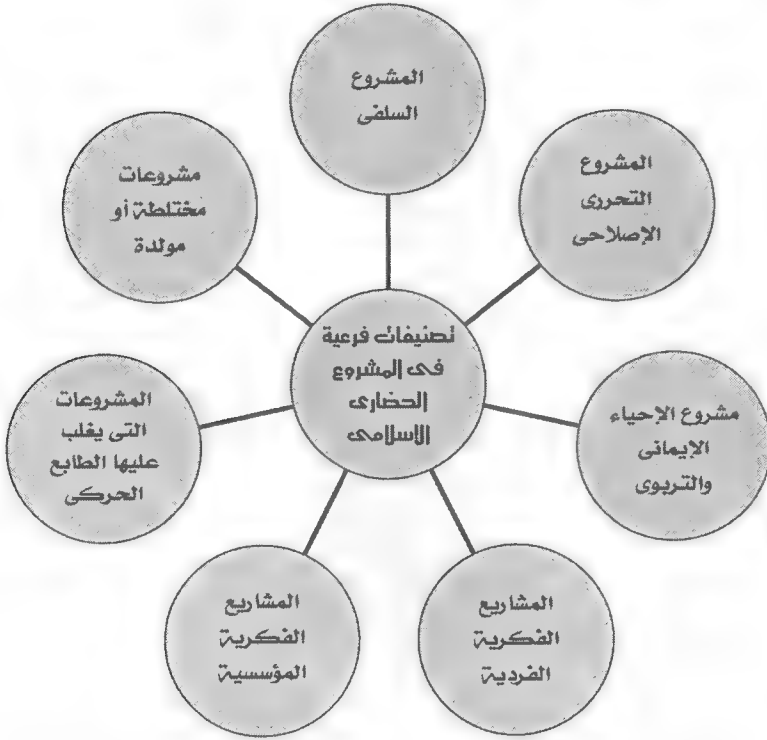 المشروع
السلفى
المشروع
التحررى
الإصلاحى
مشروع الإحياء
الإيمانى
والتربوى
المشاريع
الفكرية
الفردية
المشاريع
الفكرية
المؤسسية
المشروعات
التى يغلب
عليها الطابع
الحركى
مشروعات
مختلطة أو
مولدة
تصنيفات فرعية
فى المشروع
الحضارى
الاسلامى